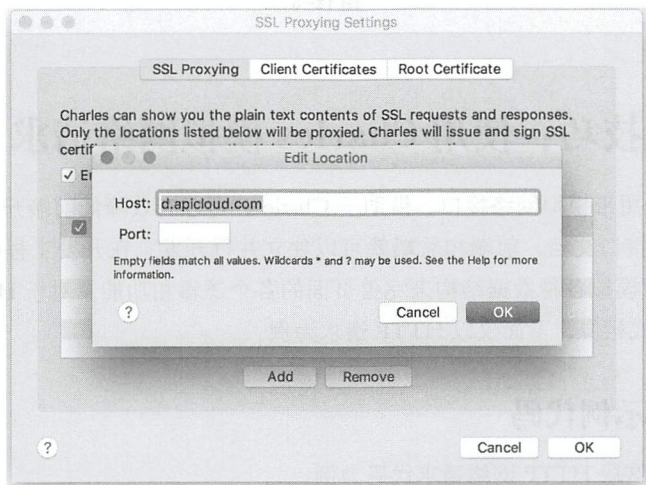 SSL Proxying Settings
SSL Proxying Client Certificates Root Certificate
Charles can show you the plain text contents of SSL requests and responses.
Only the locations listed below will be proxied. Charles will issue and sign SSL
Edit Location
Host: d.apicloud.com
Port:
Empty fields match all values. Wildcards * and ? may be used. See the Help for more
information.
? Cancel OK
Add Remove
? Cancel OK